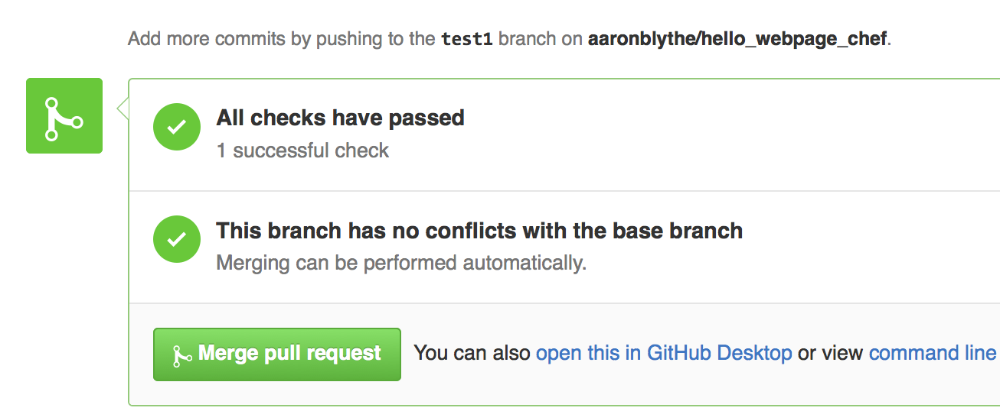 Add more commits by pushing to the test1 branch on aaronblythe/hello_webpage_chef.
All checks have passed
1 successful check
This branch has no conflicts with the base branch
Merging can be performed automatically.
Merge pull request You can also open this in GitHub Desktop or view command line